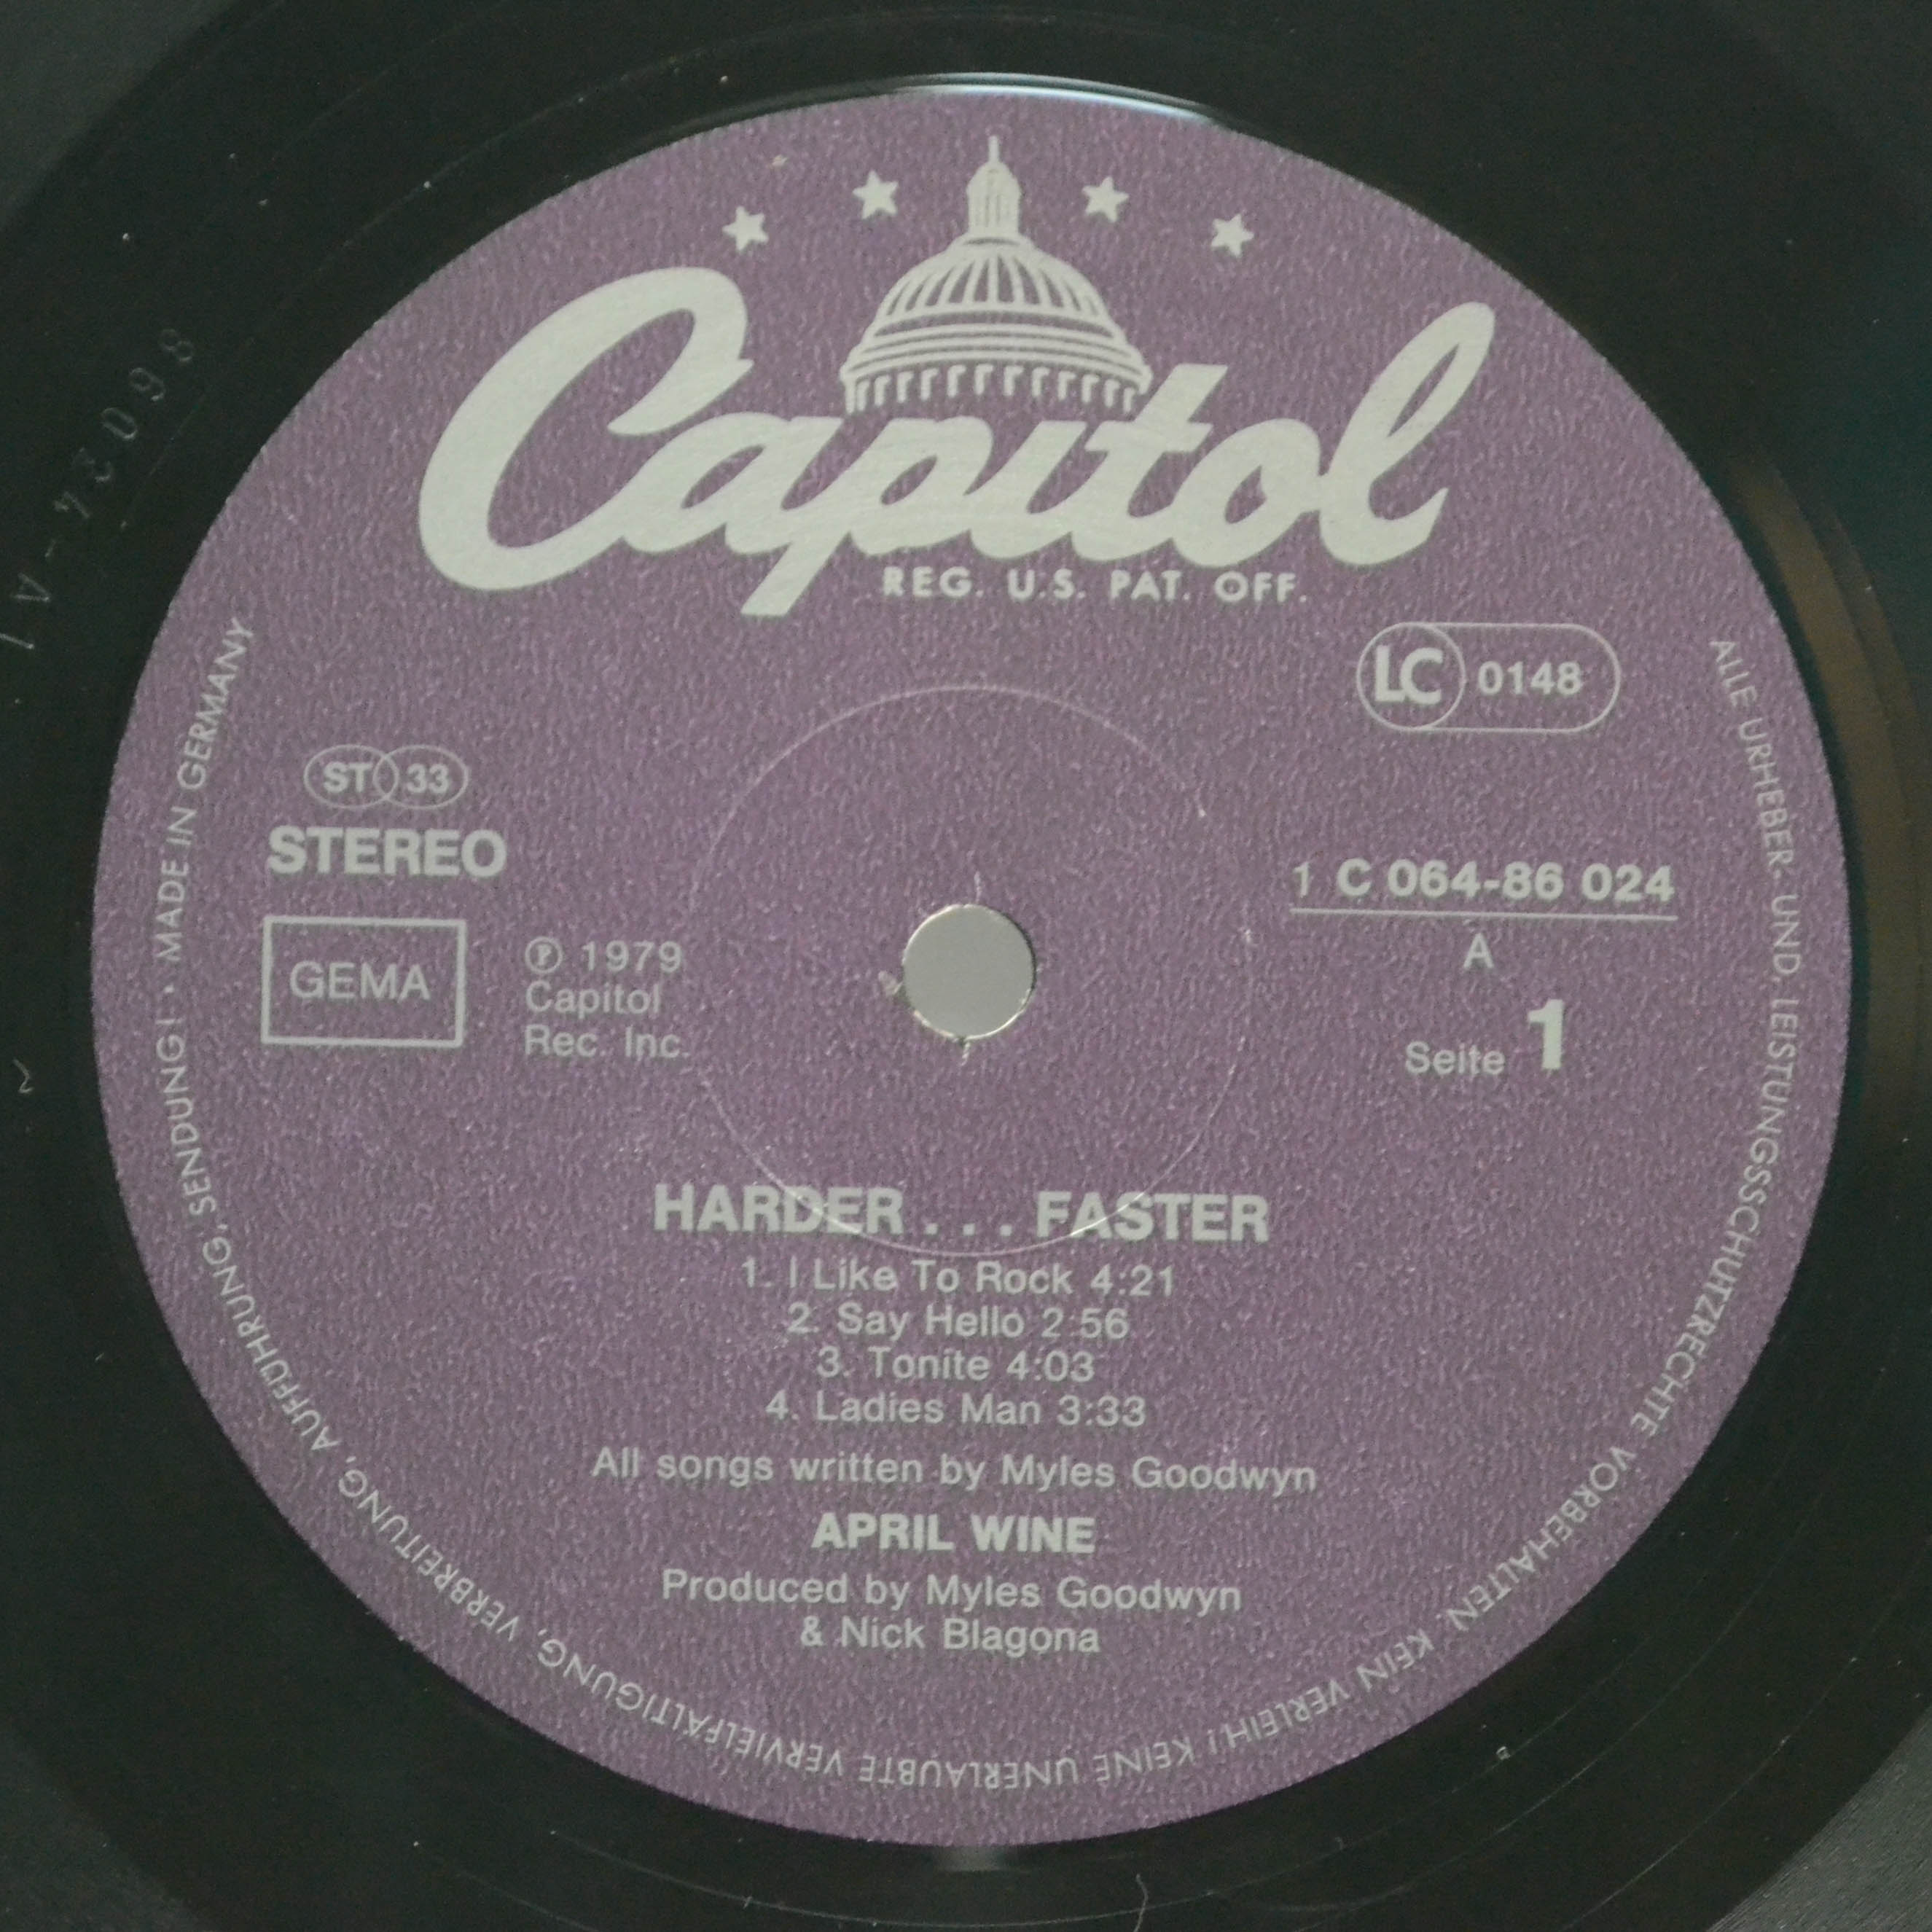 Capitol
REG. U.S. PAT. OFF.
LC 0148
ST 33
STEREO
GEMA
℗ 1979
Capitol
Rec. Inc.
1 C 064-86 024
A
Seite 1
HARDER . . . FASTER
1. I Like To Rock 4:21
2. Say Hello 2:56
3. Tonite 4:03
4. Ladies Man 3:33
All songs written by Myles Goodwyn
APRIL WINE
Produced by Myles Goodwyn
& Nick Blagona
ALLE URHEBER- UND LEISTUNGSSCHUTZRECHTE VORBEHALTEN. KEIN VERLEIH! KEINE UNERLAUBTE VERVIELFÄLTIGUNG, VERBREITUNG, AUFFÜHRUNG, SENDUNG! · MADE IN GERMANY